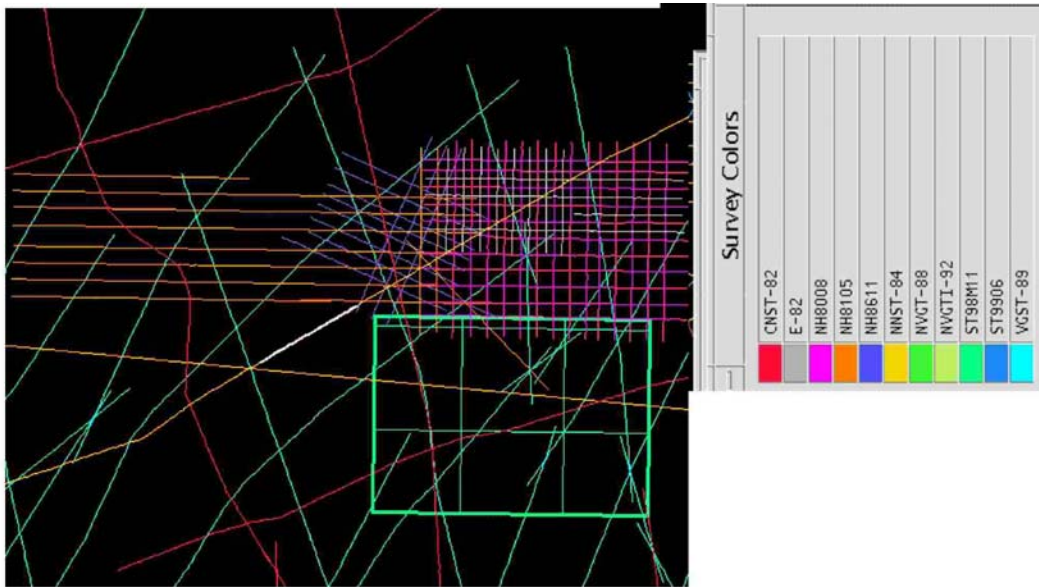 Survey Colors
CNST-82
E-82
NH8008
NH8105
NH8611
NNST-84
NVGT-88
NVGTI-92
ST98M11
ST9906
VGST-89